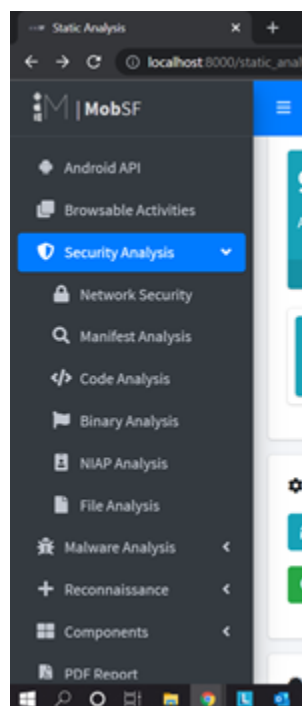 Static Analysis
localhost:8000/static_anal
M | MobSF
Android API
Browsable Activities
Security Analysis
Network Security
Manifest Analysis
Code Analysis
Binary Analysis
NIAP Analysis
File Analysis
Malware Analysis
Reconnaissance
Components
PDF Report